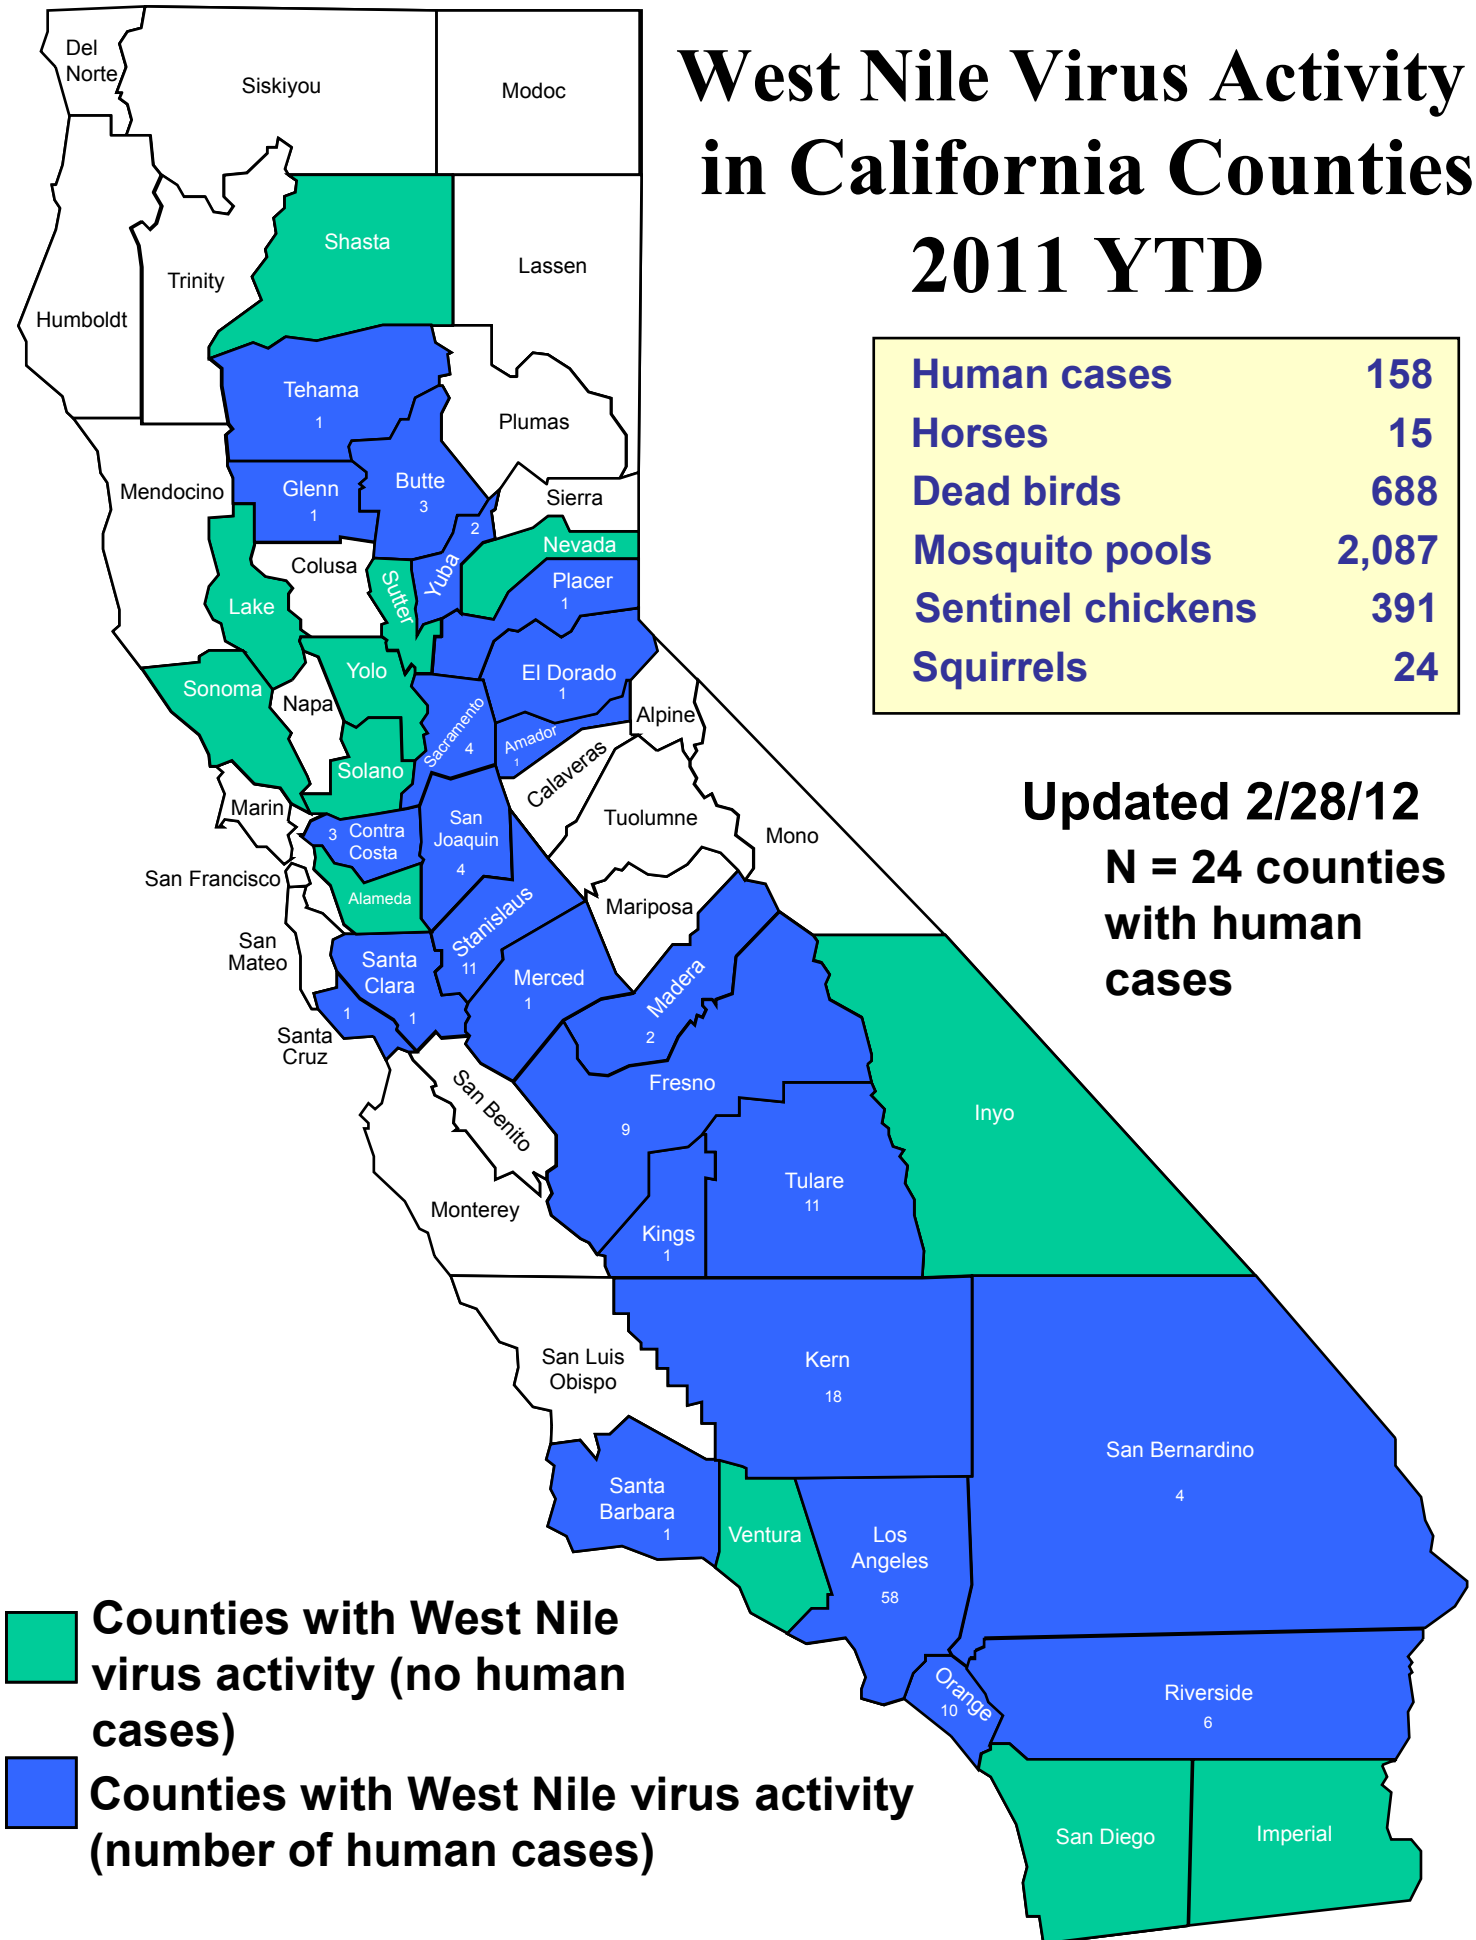 West Nile Virus Activity
in California Counties
2011 YTD
Human cases 158
Horses 15
Dead birds 688
Mosquito pools 2,087
Sentinel chickens 391
Squirrels 24
Updated 2/28/12
N = 24 counties
with human
cases
Del
Norte
Siskiyou
Modoc
Shasta
Lassen
Trinity
Humboldt
Tehama
1
Plumas
Mendocino
Glenn
1
Butte
3
Sierra
2
Yuba
Nevada
Colusa
Sutter
Placer
1
Lake
Yolo
El Dorado
1
Sonoma
Napa
Sacramento
4
Amador
1
Alpine
Solano
Calaveras
Marin
3 Contra
Costa
San
Joaquin
4
Tuolumne
Mono
San Francisco
Alameda
Stanislaus
11
Mariposa
San
Mateo
Santa
Clara
1
Merced
1
Madera
2
1
Santa
Cruz
San Benito
Fresno
9
Inyo
Monterey
Tulare
11
Kings
1
San Luis
Obispo
Kern
18
San Bernardino
4
Santa
Barbara
1
Ventura
Los
Angeles
58
Orange
10
Riverside
6
San Diego
Imperial
Counties with West Nile
virus activity (no human
cases)
Counties with West Nile virus activity
(number of human cases)